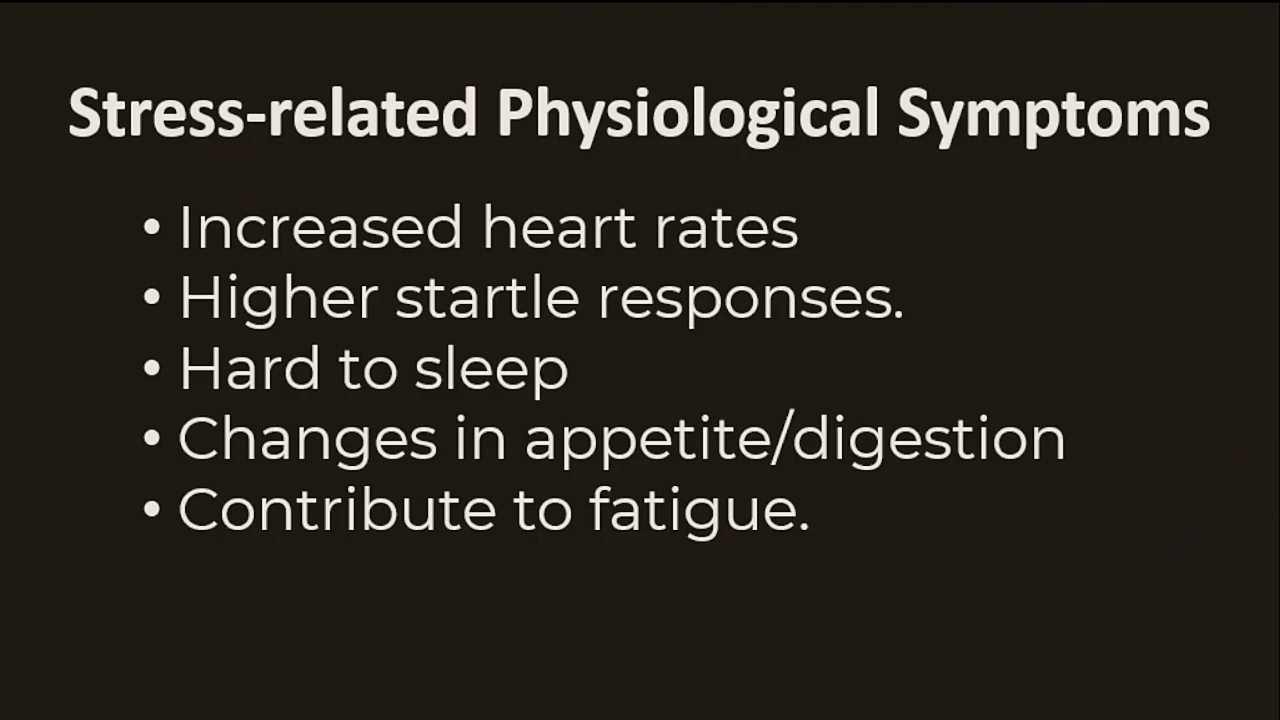 Stress-related Physiological Symptoms
• Increased heart rates
• Higher startle responses.
• Hard to sleep
• Changes in appetite/digestion
• Contribute to fatigue.